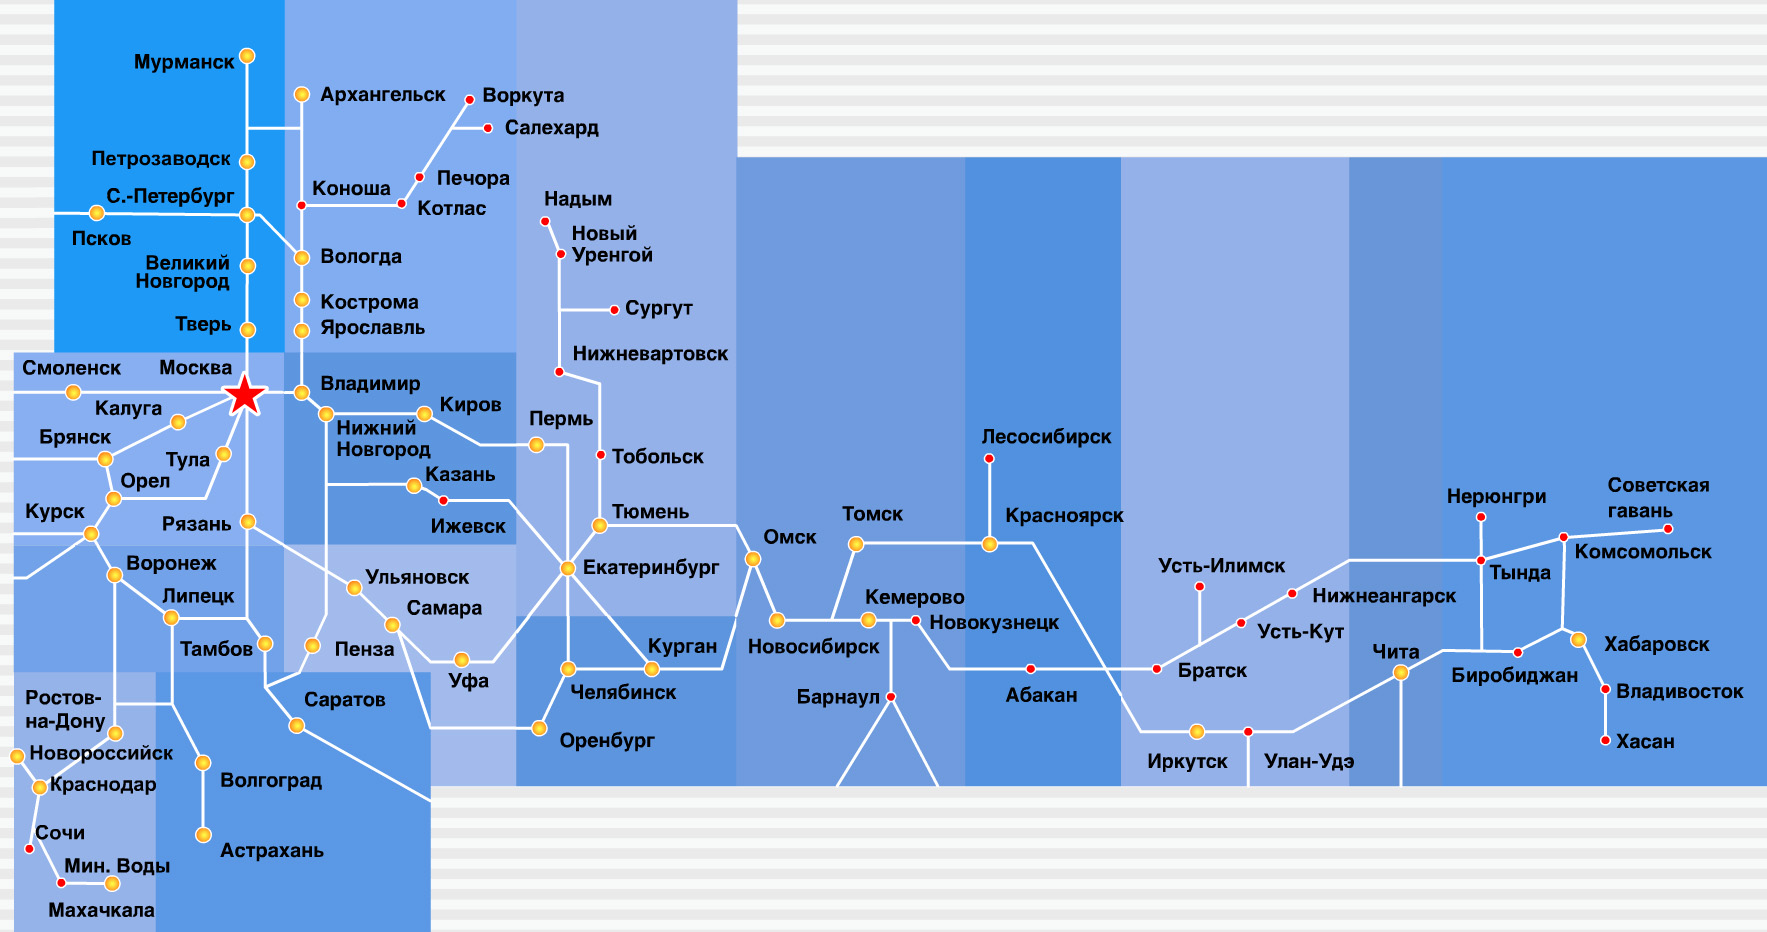 Мурманск
Архангельск
Воркута
Салехард
Петрозаводск
Печора
Коноша
С.-Петербург
Котлас
Надым
Псков
Новый
Уренгой
Вологда
Великий
Новгород
Кострома
Сургут
Тверь
Ярославль
Нижневартовск
Смоленск
Москва
Владимир
Калуга
Киров
Пермь
Брянск
Нижний
Новгород
Лесосибирск
Тула
Тобольск
Орел
Казань
Нерюнгри
Советская
гавань
Курск
Рязань
Ижевск
Тюмень
Томск
Красноярск
Омск
Комсомольск
Воронеж
Ульяновск
Екатеринбург
Усть-Илимск
Тында
Липецк
Самара
Кемерово
Нижнеангарск
Новокузнецк
Усть-Кут
Тамбов
Пенза
Курган
Новосибирск
Чита
Хабаровск
Уфа
Братск
Биробиджан
Челябинск
Барнаул
Абакан
Владивосток
Ростов-
на-Дону
Саратов
Оренбург
Хасан
Новороссийск
Иркутск
Улан-Удэ
Краснодар
Волгоград
Сочи
Астрахань
Мин. Воды
Махачкала